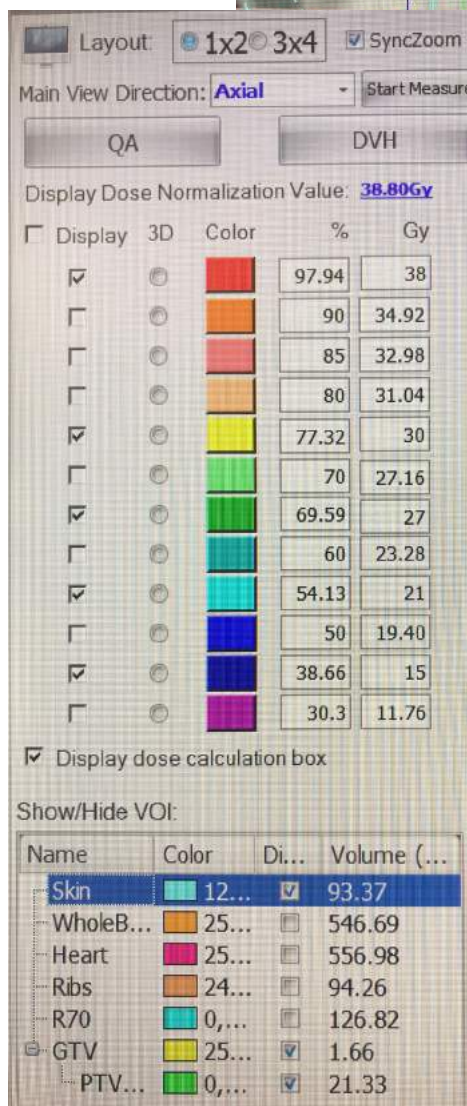 Layout: 1x2 3x4 SyncZoom
Main View Direction: Axial Start Measure
QA DVH
Display Dose Normalization Value: 38.80Gy
Display 3D Color % Gy
97.94 38
90 34.92
85 32.98
80 31.04
77.32 30
70 27.16
69.59 27
60 23.28
54.13 21
50 19.40
38.66 15
30.3 11.76
Display dose calculation box
Show/Hide VOI:
Name Color Di... Volume (...
Skin 12... 93.37
WholeB... 25... 546.69
Heart 25... 556.98
Ribs 24... 94.26
R70 0,... 126.82
GTV 25... 1.66
PTV... 0,... 21.33